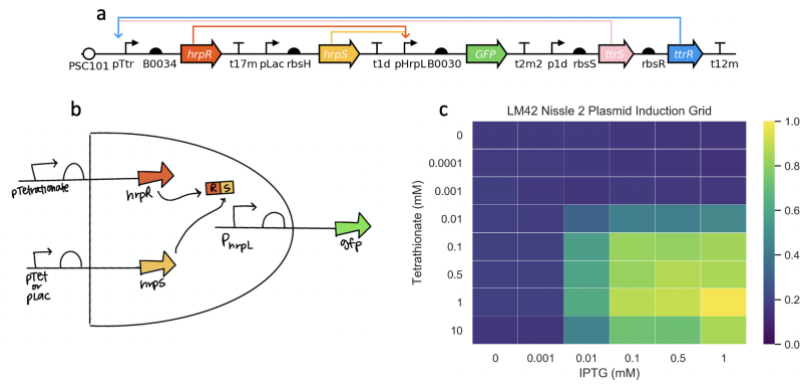 a
hrpR
hrpS
GFP
ttrS
ttrR
PSC101 pTtr B0034 t17m pLac rbsH t1d pHrpL B0030 t2m2 p1d rbsS rbsR t12m
b
pTetrationate
hrpR
R S
PhrpL
gfp
pTet
or
pLac
hrpS
c
LM42 Nissle 2 Plasmid Induction Grid
Tetrathionate (mM)
0
0.0001
0.001
0.01
0.1
0.5
1
10
0 0.001 0.01 0.1 0.5 1
IPTG (mM)
1.0
0.8
0.6
0.4
0.2
0.0